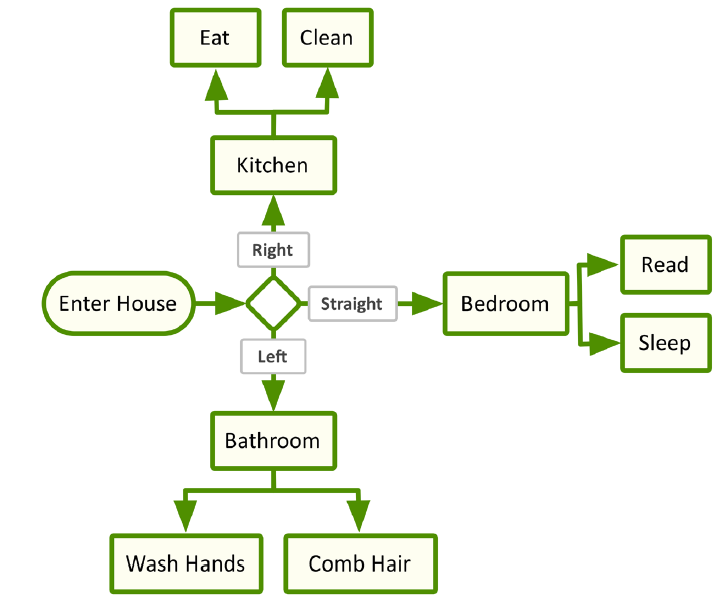 Eat
Clean
Kitchen
Right
Enter House
Straight
Bedroom
Read
Sleep
Left
Bathroom
Wash Hands
Comb Hair